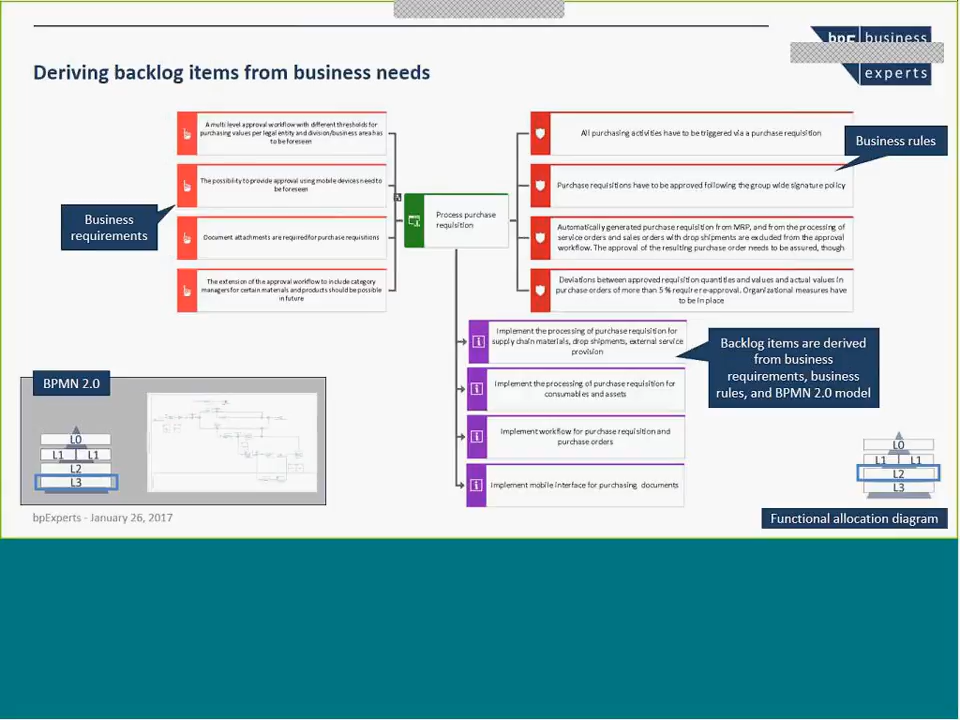 bpE business
experts
Deriving backlog items from business needs
A multi level approval workflow with different thresholds for
purchasing values per legal entity and division/business area has
to be foreseen
The possibility to provide approval using mobile devices need to
be foreseen
Document attachments are required for purchase requisitions
The extension of the approval workflow to include category
managers for certain materials and products should be possible
in future
Business
requirements
Process purchase
requisition
All purchasing activities have to be triggered via a purchase requisition
Business rules
Purchase requisitions have to be approved following the group wide signature policy
Automatically generated purchase requisition from MRP, and from the processing of
service orders and sales orders with drop shipments are excluded from the approval
workflow. The approval of the resulting purchase order needs to be assured, though
Deviations between approved requisition quantities and values and actual values in
purchase orders of more than 5 % require re-approval. Organizational measures have
to be in place
Implement the processing of purchase requisition for
supply chain materials, drop shipments, external service
provision
Implement the processing of purchase requisition for
consumables and assets
Implement workflow for purchase requisition and
purchase orders
Implement mobile interface for purchasing documents
Backlog items are derived
from business
requirements, business
rules, and BPMN 2.0 model
BPMN 2.0
L0
L1 L1
L2
L3
L0
L1 L1
L2
L3
bpExperts - January 26, 2017
Functional allocation diagram